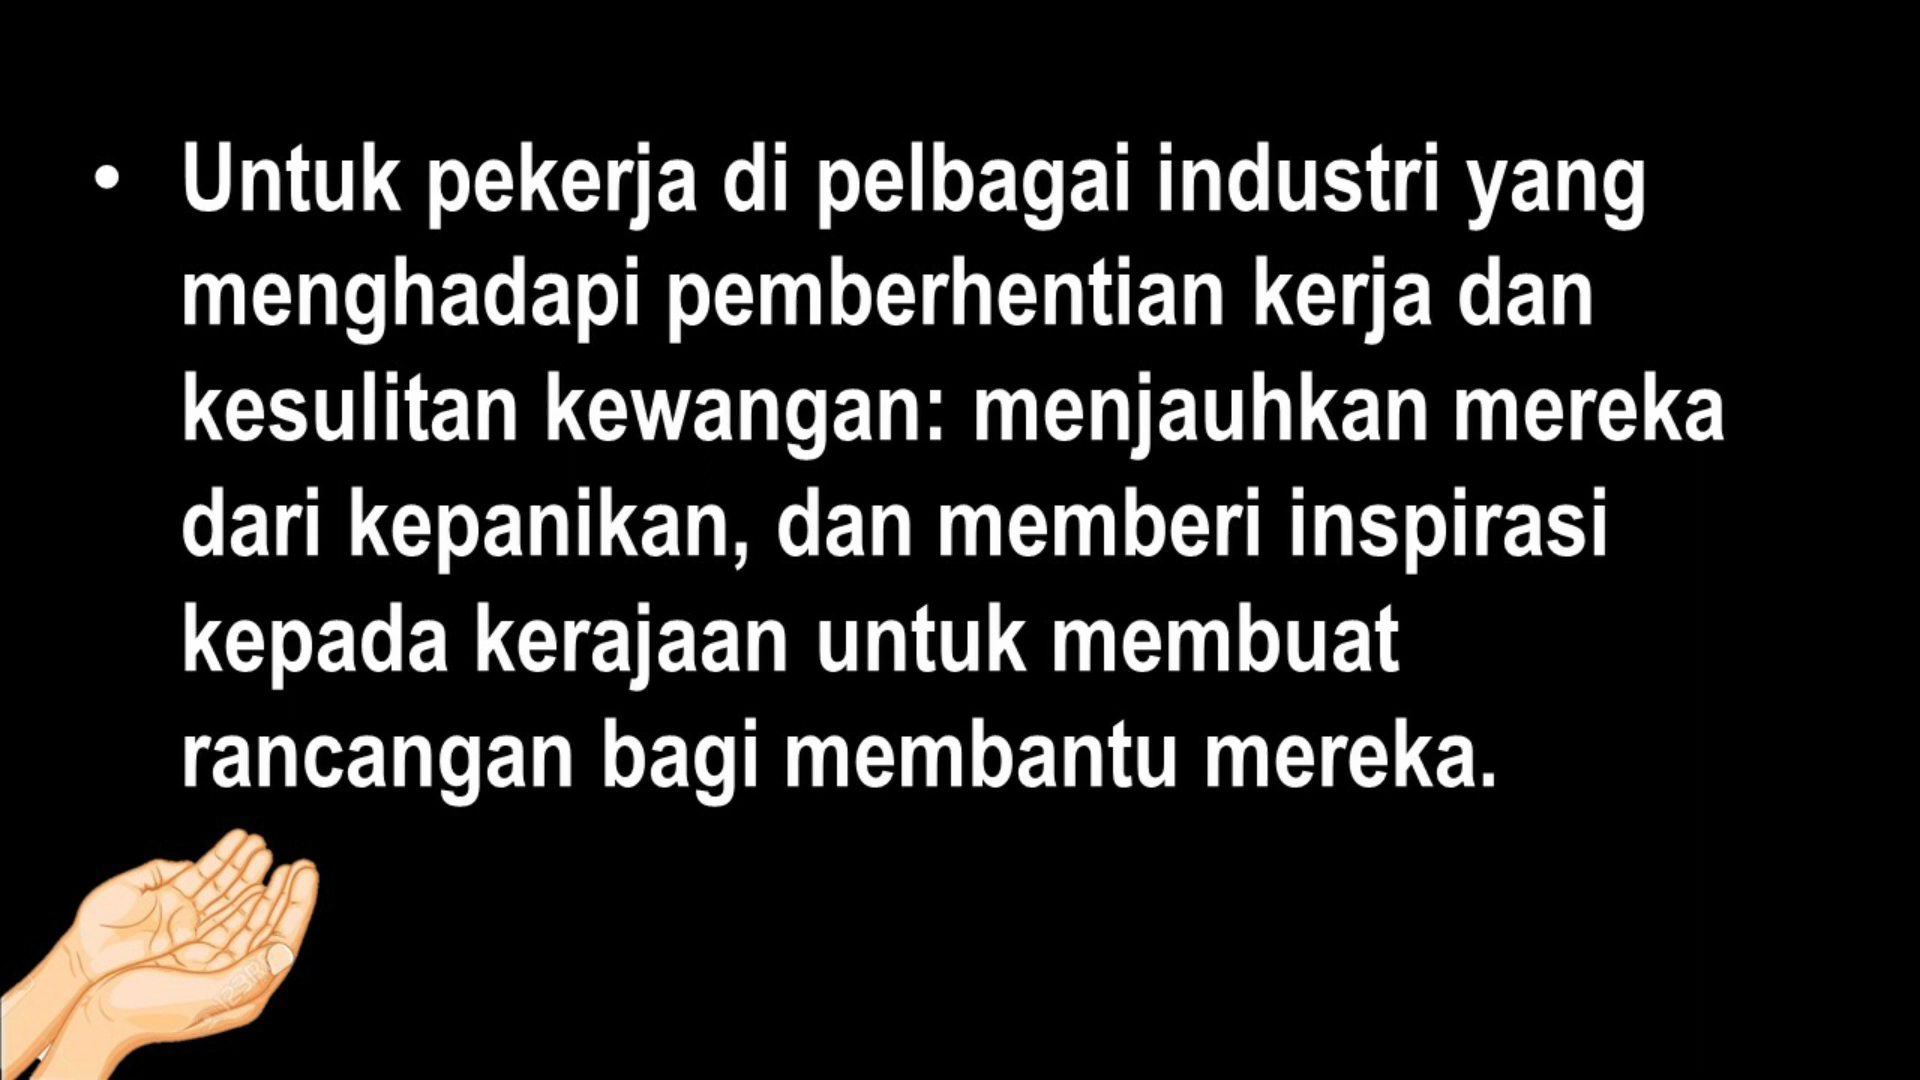 • Untuk pekerja di pelbagai industri yang
menghadapi pemberhentian kerja dan
kesulitan kewangan: menjauhkan mereka
dari kepanikan, dan memberi inspirasi
kepada kerajaan untuk membuat
rancangan bagi membantu mereka.